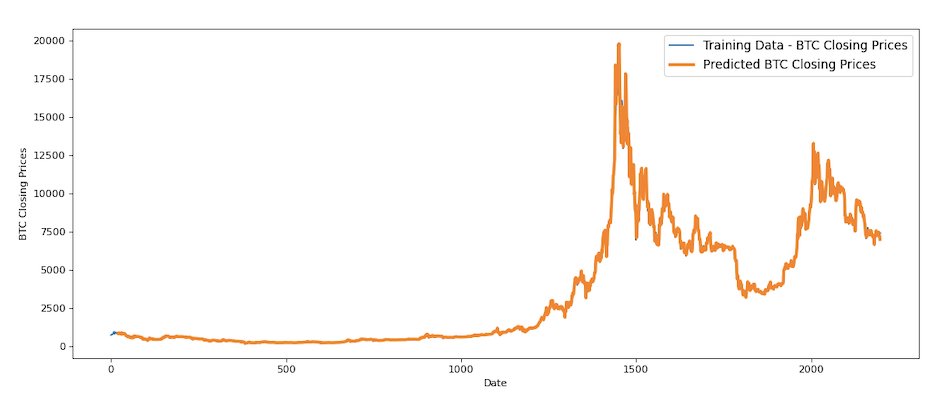 20000
17500
15000
12500
10000
7500
5000
2500
0
BTC Closing Prices
Training Data - BTC Closing Prices
Predicted BTC Closing Prices
0 500 1000 1500 2000
Date